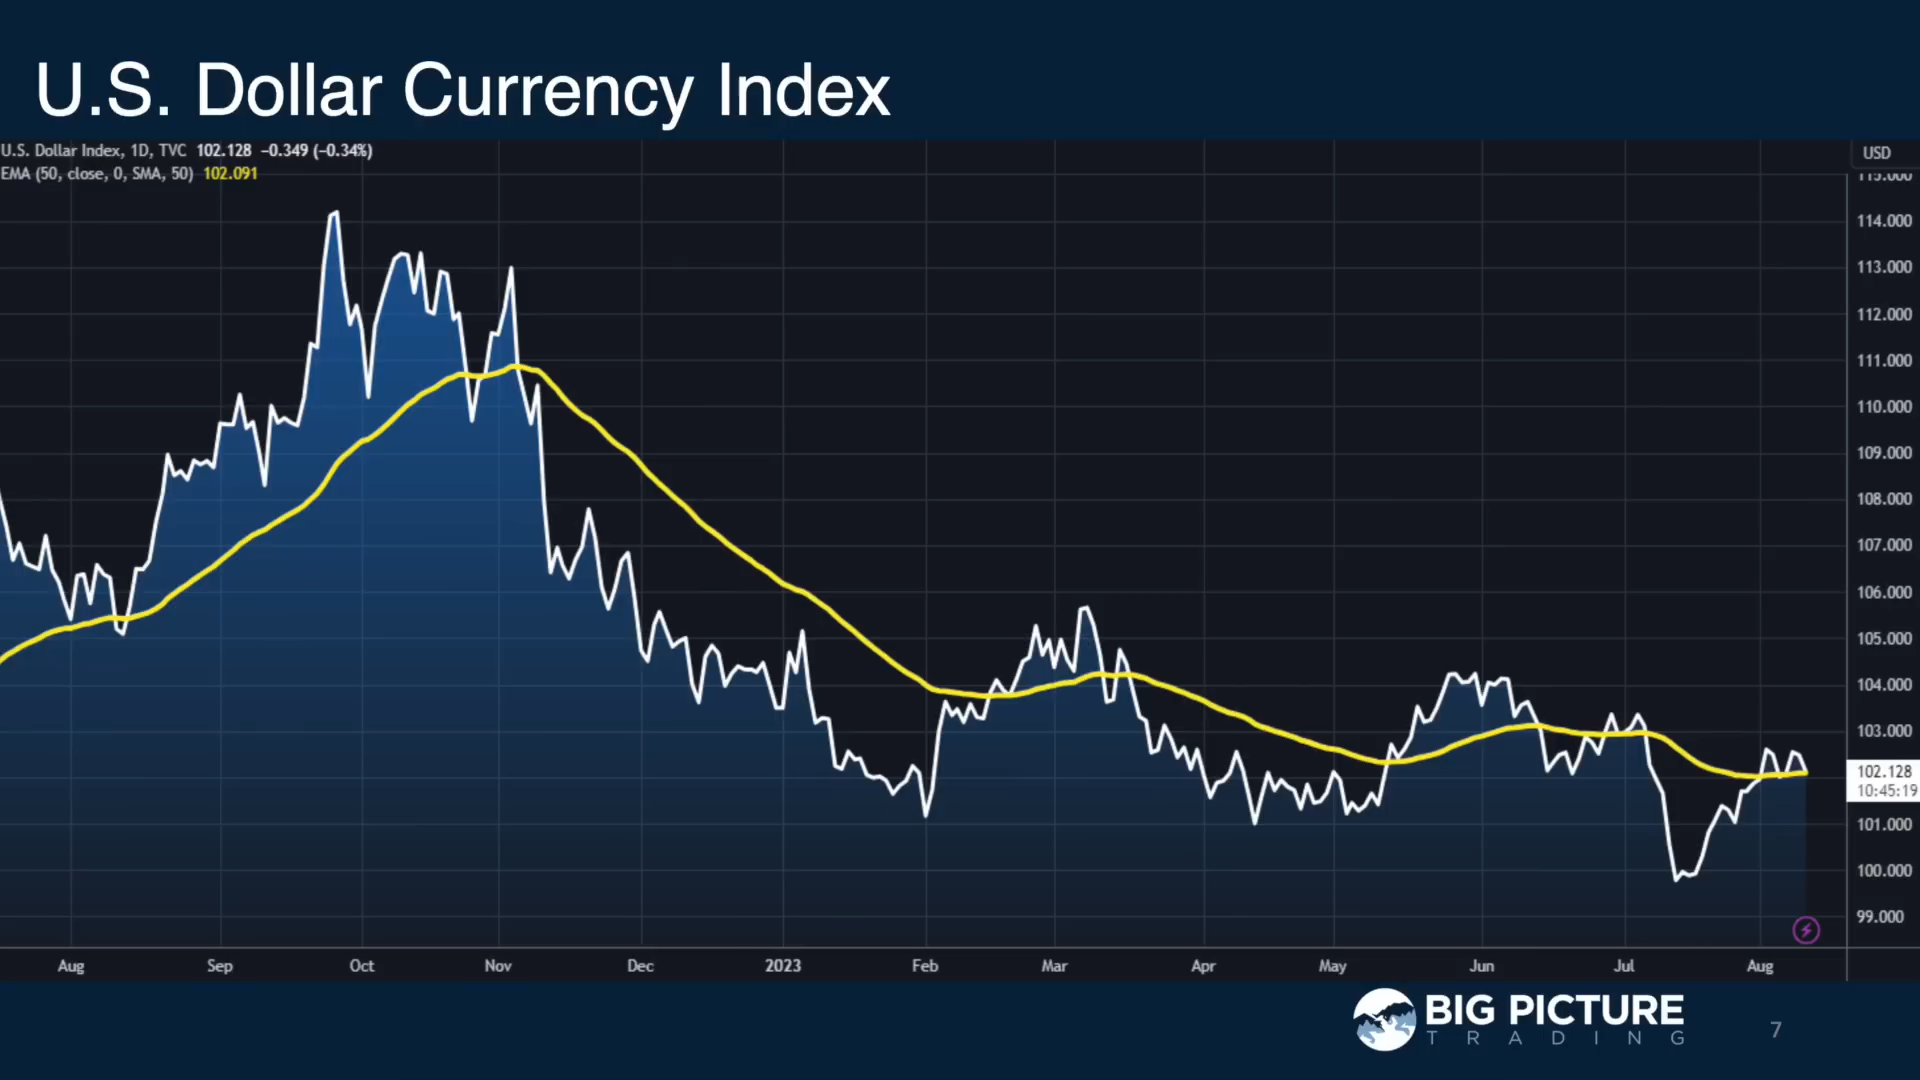 U.S. Dollar Currency Index
U.S. Dollar Index, 1D, TVC 102.128 −0.349 (−0.34%)
EMA (50, close, 0, SMA, 50) 102.091
USD
115.000
114.000
113.000
112.000
111.000
110.000
109.000
108.000
107.000
106.000
105.000
104.000
103.000
102.128
10:45:19
101.000
100.000
99.000
Aug Sep Oct Nov Dec 2023 Feb Mar Apr May Jun Jul Aug
BIG PICTURE
TRADING
7